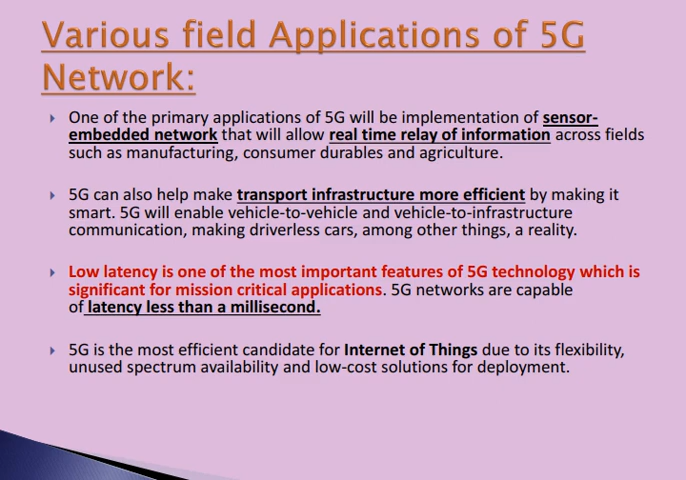 Various field Applications of 5G
Network:
One of the primary applications of 5G will be implementation of sensor-
embedded network that will allow real time relay of information across fields
such as manufacturing, consumer durables and agriculture.
5G can also help make transport infrastructure more efficient by making it
smart. 5G will enable vehicle-to-vehicle and vehicle-to-infrastructure
communication, making driverless cars, among other things, a reality.
Low latency is one of the most important features of 5G technology which is
significant for mission critical applications. 5G networks are capable
of latency less than a millisecond.
5G is the most efficient candidate for Internet of Things due to its flexibility,
unused spectrum availability and low-cost solutions for deployment.